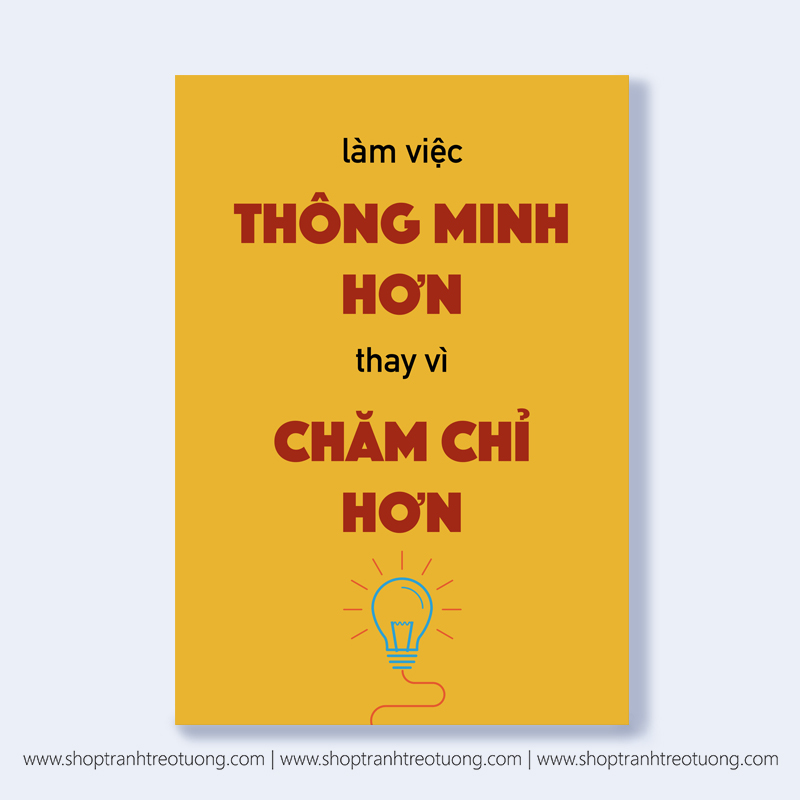 làm việc
THÔNG MINH
HƠN
thay vì
CHĂM CHỈ
HƠN
www.shoptranhtreotuong.com | www.shoptranhtreotuong.com | www.shoptranhtreotuong.com